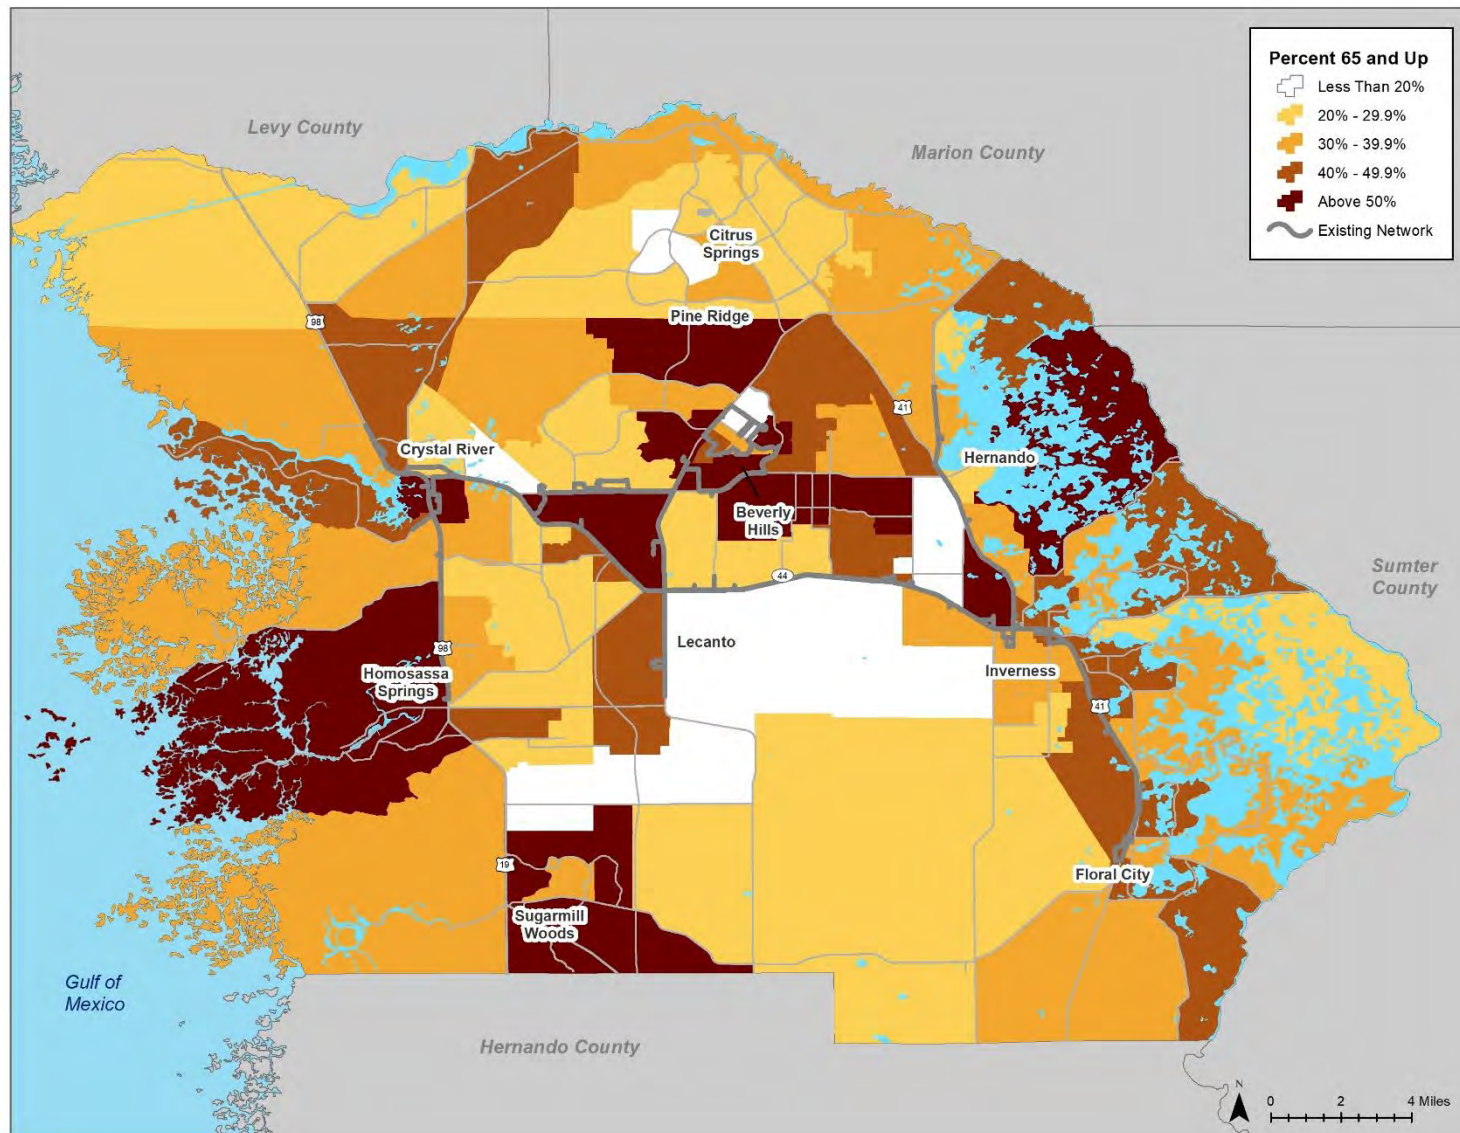 Percent 65 and Up
Less Than 20%
20% - 29.9%
30% - 39.9%
40% - 49.9%
Above 50%
Existing Network
Levy County
Marion County
Citrus
Springs
98
Pine Ridge
41
Crystal River
Hernando
Beverly
Hills
44
Sumter
County
98
Lecanto
Homosassa
Springs
Inverness
41
19
Floral City
Sugarmill
Woods
Gulf of
Mexico
Hernando County
N
0 2 4 Miles